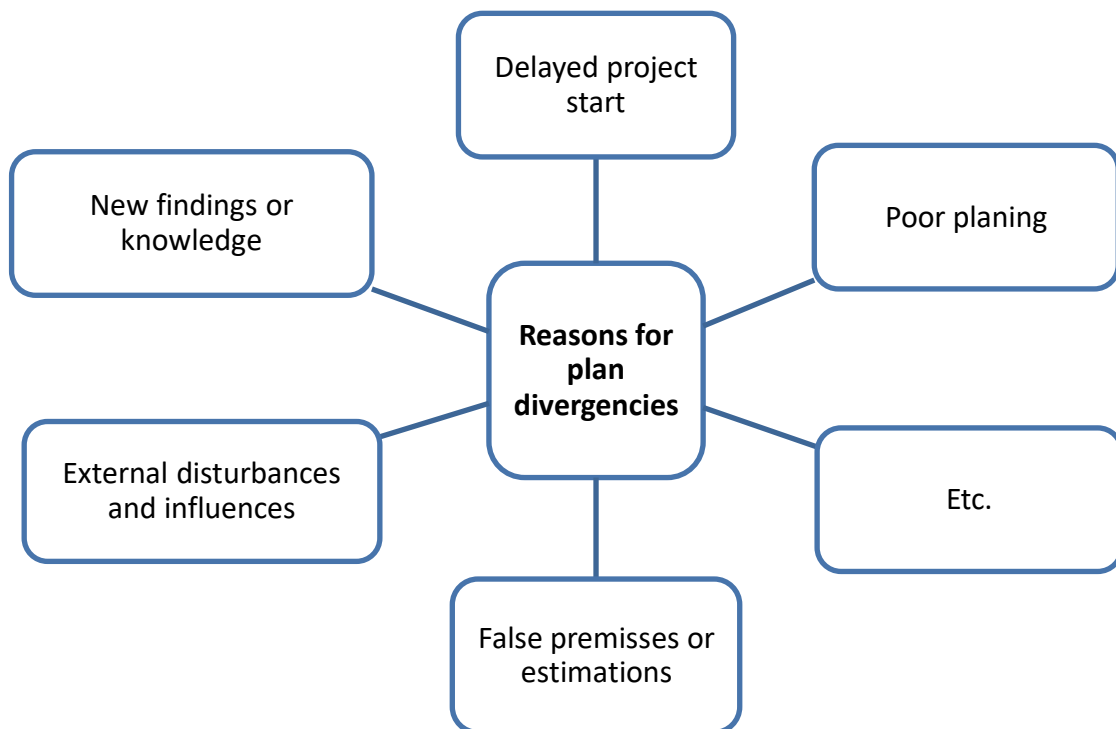 Delayed project
start
New findings or
knowledge
Poor planing
Reasons for
plan
divergencies
External disturbances
and influences
Etc.
False premisses or
estimations